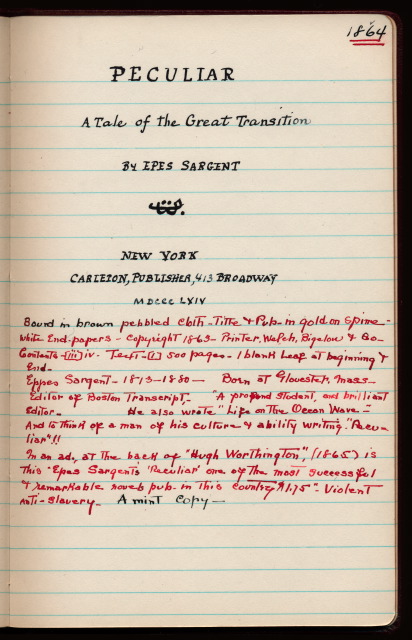 1864
PECULIAR
A Tale of the Great Transition
BY EPES SARGENT
NEW YORK
CARLETON, PUBLISHER, 413 BROADWAY
MDCCCLXIV
Bound in brown pebbled cloth - Title & Pub- in gold on Spine -
White End-papers - Copyright 1863 - Printer, Welch, Bigelow & Co-
Contents - [iii] iv. Text - [1] 500 pages - 1 blank leaf at beginning &
End -
Eppes Sargent - 1813 - 1880 - Born at Gloucester, Mass -
Editor of Boston Transcript - "A profound student, and brilliant
Editor - He also wrote "Life on the Ocean Wave -"
And to think of a man of his culture & ability writing "Pecu-
liar"!!
In an ad, at the back of "Hugh Worthington", (1865) is
this "Epes Sargents 'Peculiar' one of the most successful
& remarkable novels pub- in this country $1.75" - Violent
Anti-Slavery - A mint copy -